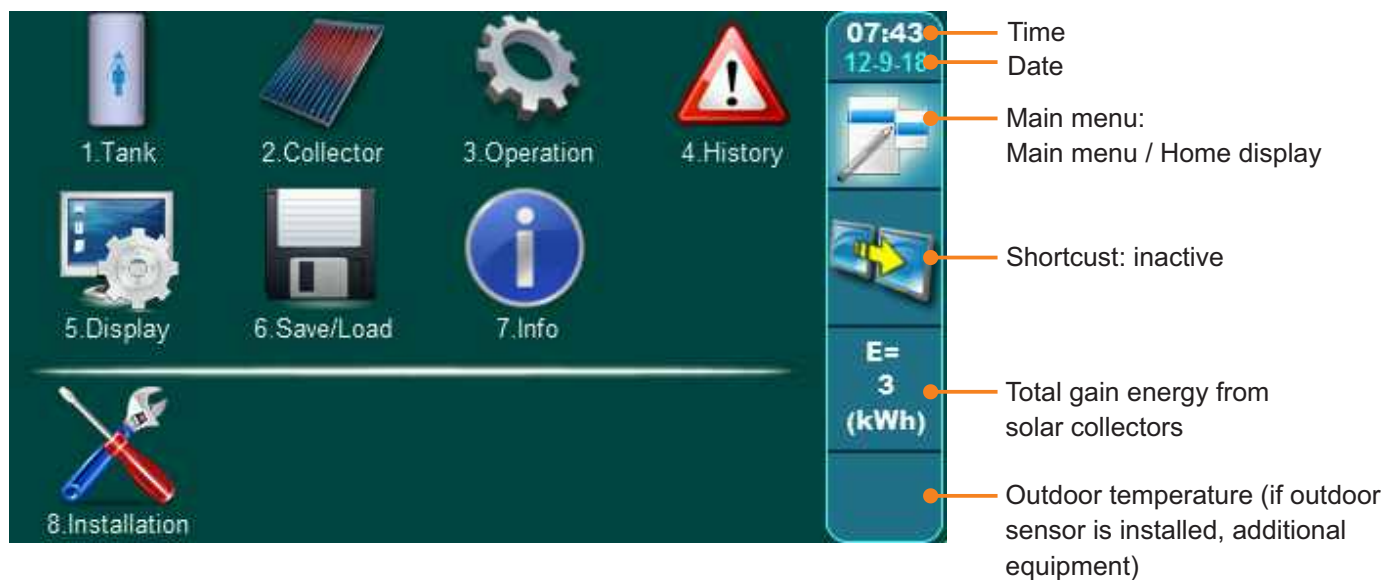 1.Tank
2.Collector
3.Operation
4.History
5.Display
6.Save/Load
7.Info
8.Installation
07:43
12-9-18
E=
3
(kWh)
Time
Date
Main menu:
Main menu / Home display
Shortcust: inactive
Total gain energy from
solar collectors
Outdoor temperature (if outdoor
sensor is installed, additional
equipment)